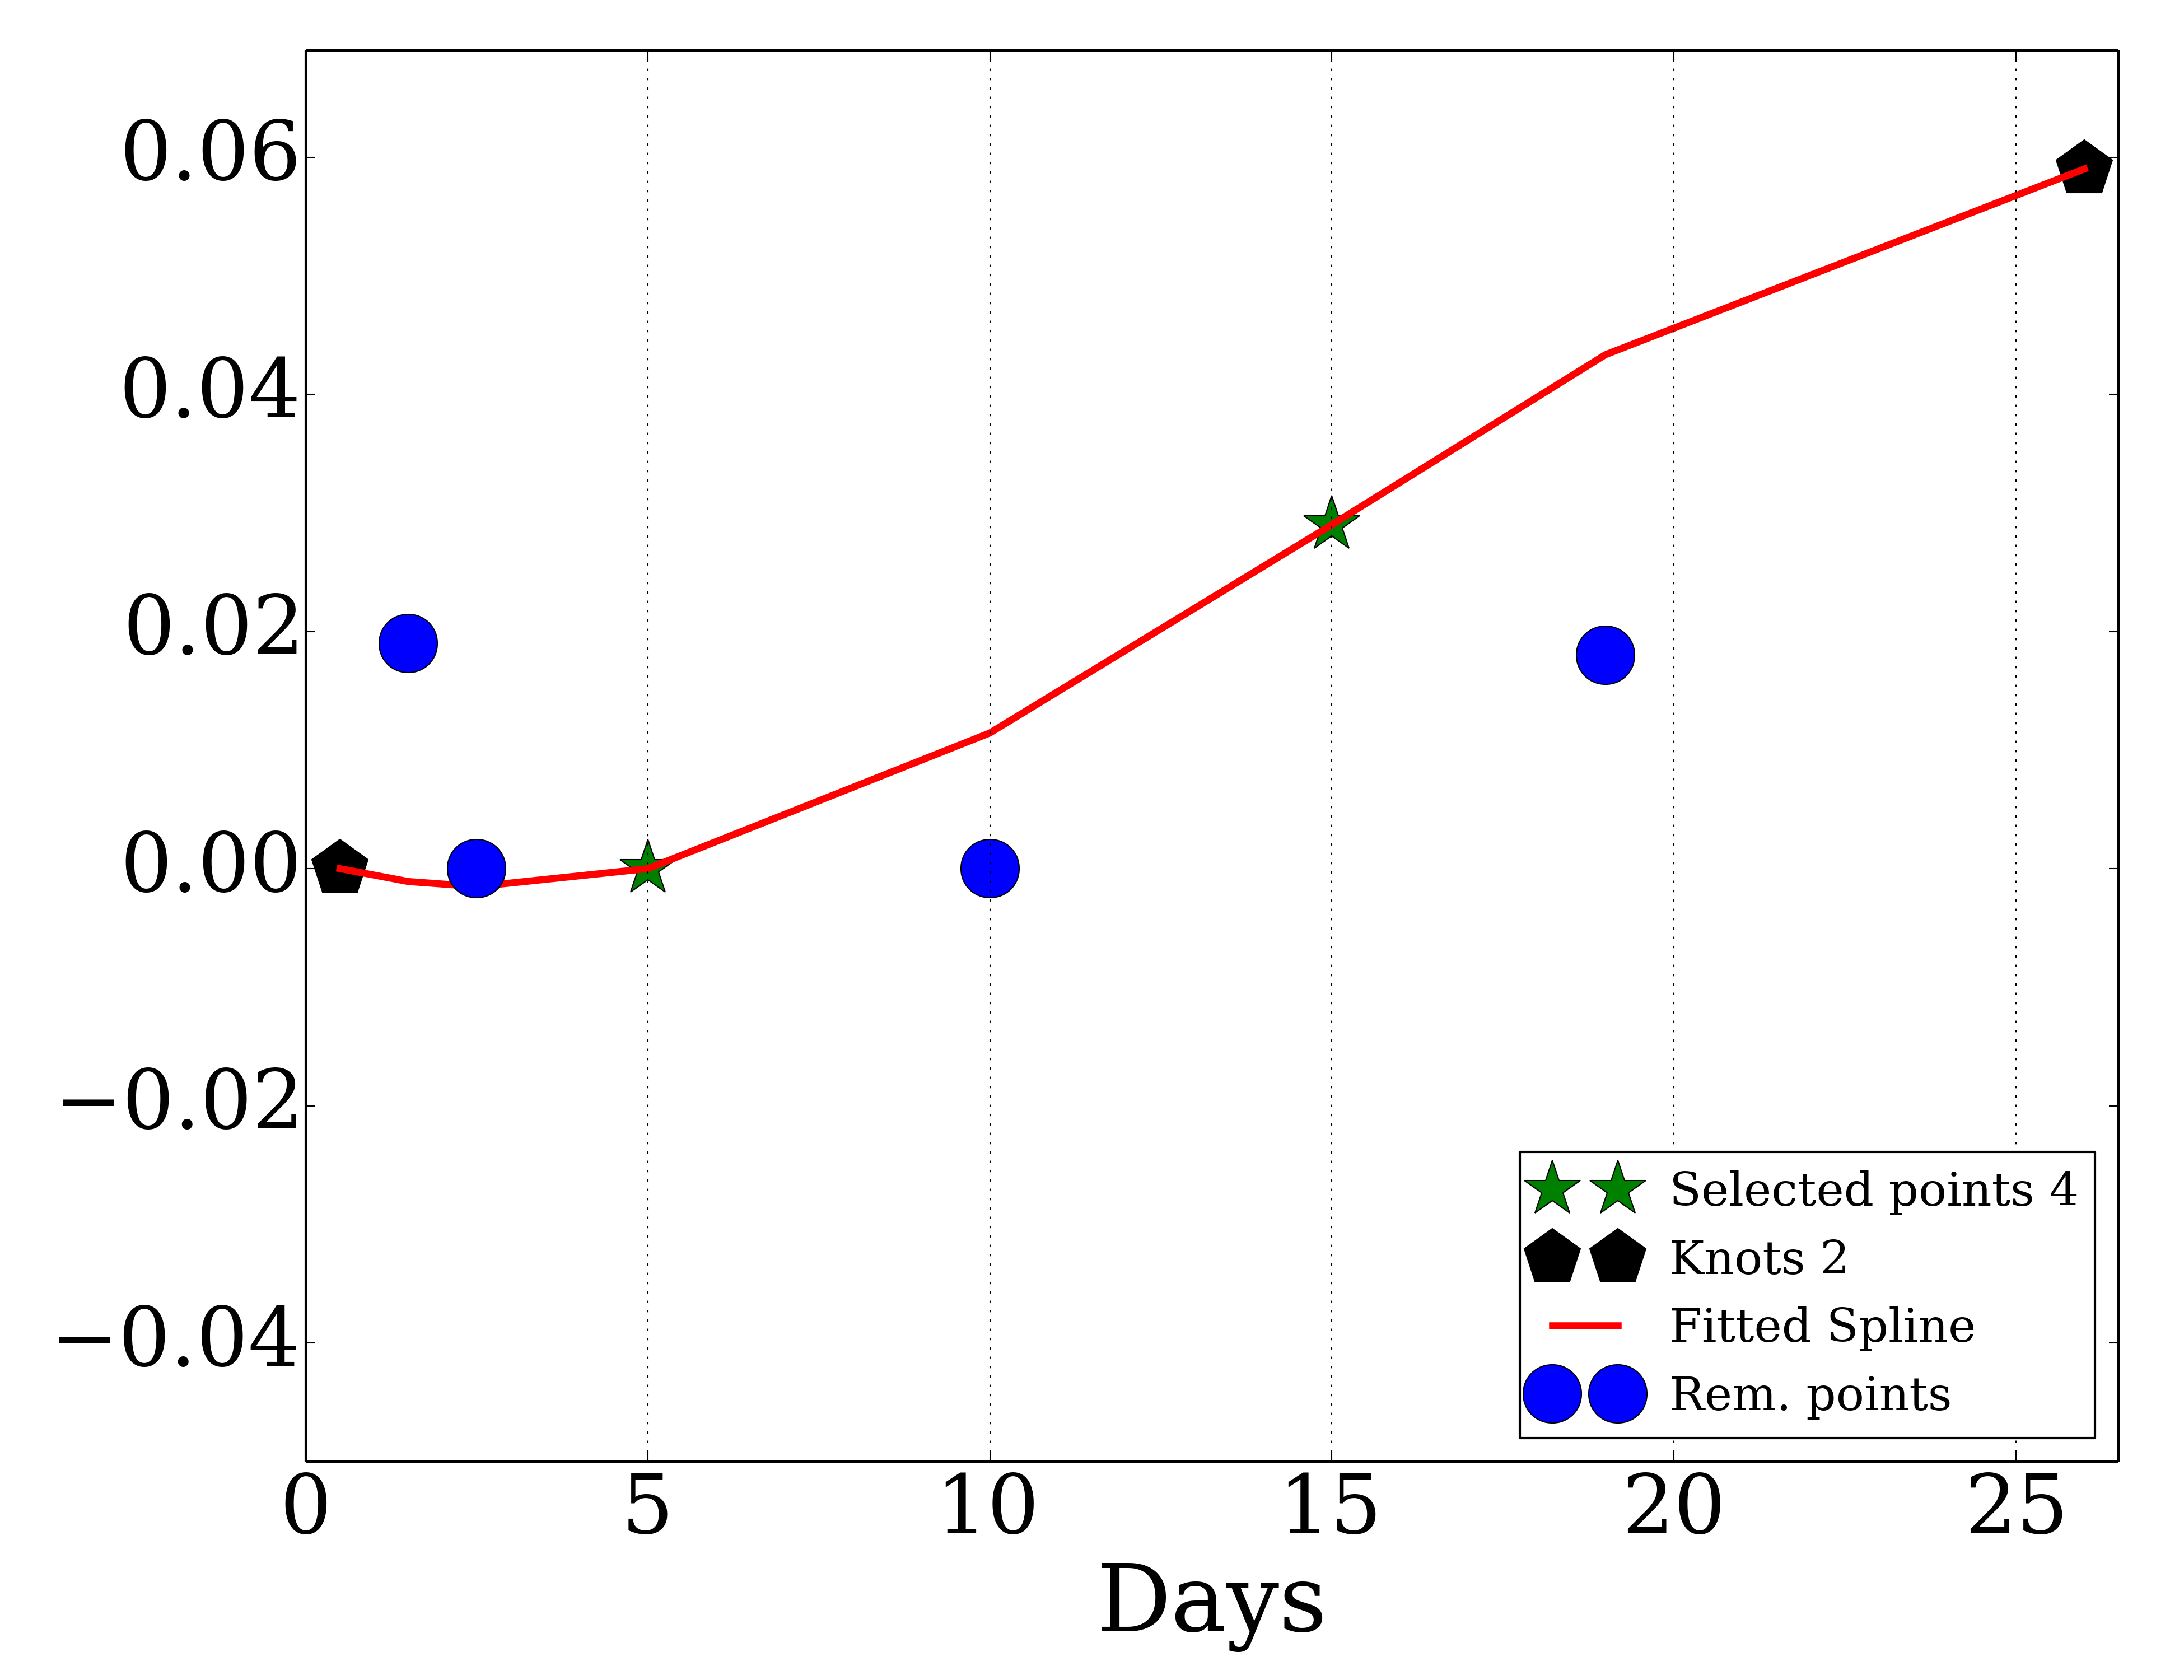 0.06
0.04
0.02
0.00
−0.02
−0.04
0 5 10 15 20 25
Days
Selected points 4
Knots 2
Fitted Spline
Rem. points